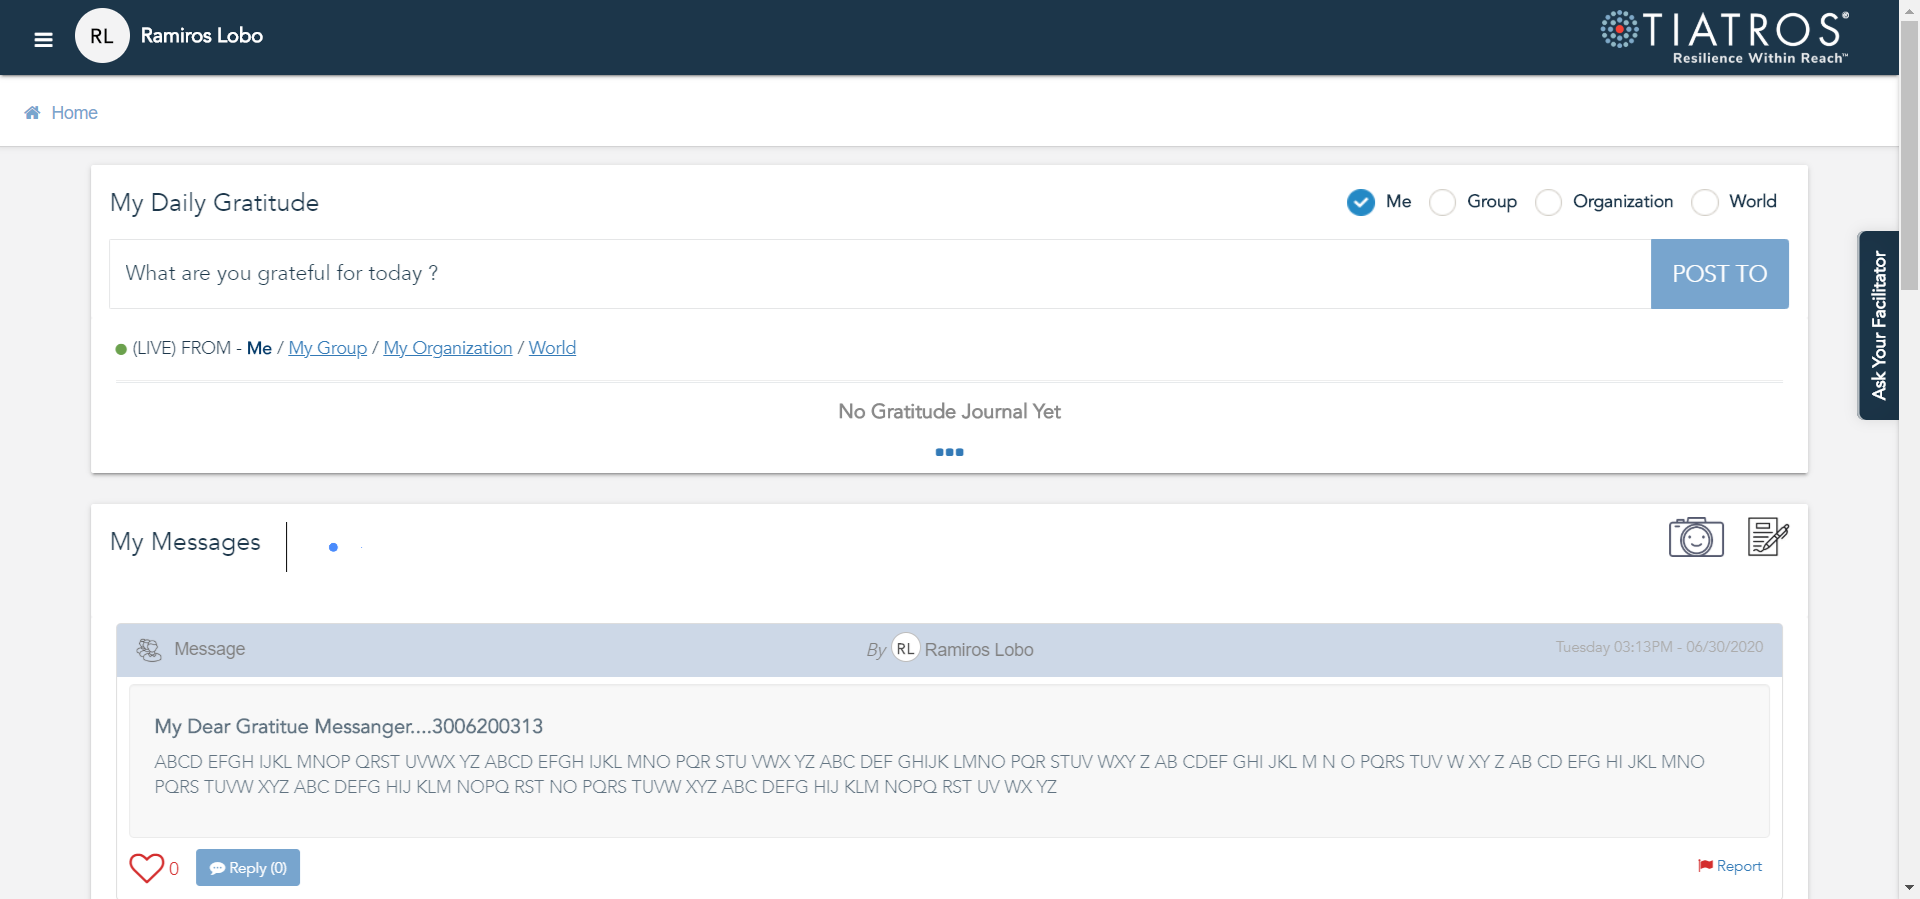 RL Ramiros Lobo
TIATROS®
Resilience Within Reach™
Home
My Daily Gratitude
Me Group Organization World
What are you grateful for today ?
POST TO
Ask Your Facilitator
(LIVE) FROM - Me / My Group / My Organization / World
No Gratitude Journal Yet
My Messages
Message By RL Ramiros Lobo Tuesday 03:13PM - 06/30/2020
My Dear Gratitue Messanger....3006200313
ABCD EFGH IJKL MNOP QRST UVWX YZ ABCD EFGH IJKL MNO PQR STU VWX YZ ABC DEF GHIJK LMNO PQR STUV WXY Z AB CDEF GHI JKL M N O PQRS TUV W XY Z AB CD EFG HI JKL MNO
PQRS TUVW XYZ ABC DEFG HIJ KLM NOPQ RST NO PQRS TUVW XYZ ABC DEFG HIJ KLM NOPQ RST UV WX YZ
0 Reply (0) Report